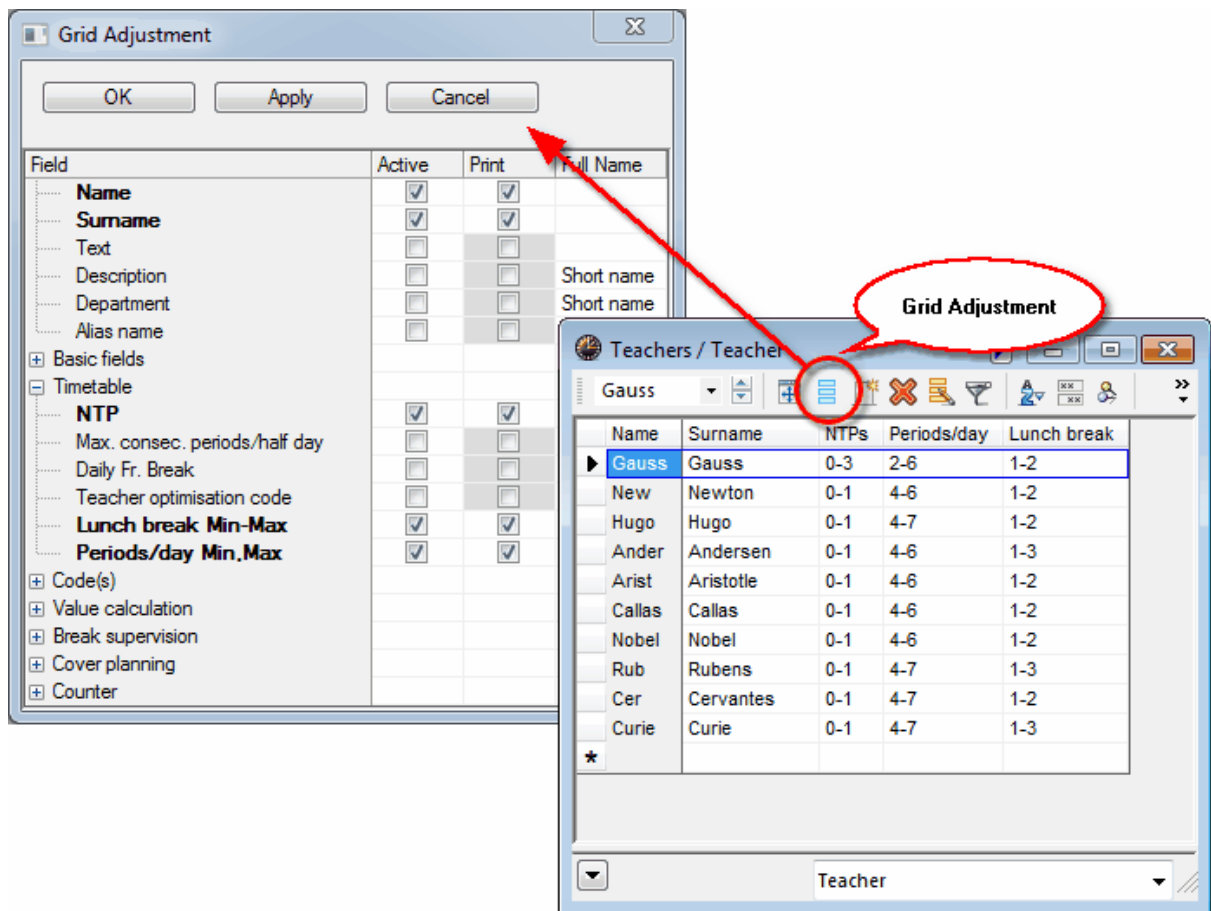 Grid Adjustment
OK Apply Cancel
Field Active Print Full Name
Name
Surname
Text
Description Short name
Department Short name
Alias name
Basic fields
Timetable
NTP
Max. consec. periods/half day
Daily Fr. Break
Teacher optimisation code
Lunch break Min-Max
Periods/day Min,Max
Code(s)
Value calculation
Break supervision
Cover planning
Counter
Grid Adjustment
Teachers / Teacher
Gauss
Name Surname NTPs Periods/day Lunch break
Gauss Gauss 0-3 2-6 1-2
New Newton 0-1 4-6 1-2
Hugo Hugo 0-1 4-7 1-2
Ander Andersen 0-1 4-6 1-3
Arist Aristotle 0-1 4-6 1-2
Callas Callas 0-1 4-6 1-2
Nobel Nobel 0-1 4-6 1-2
Rub Rubens 0-1 4-7 1-3
Cer Cervantes 0-1 4-7 1-2
Curie Curie 0-1 4-7 1-3
*
Teacher